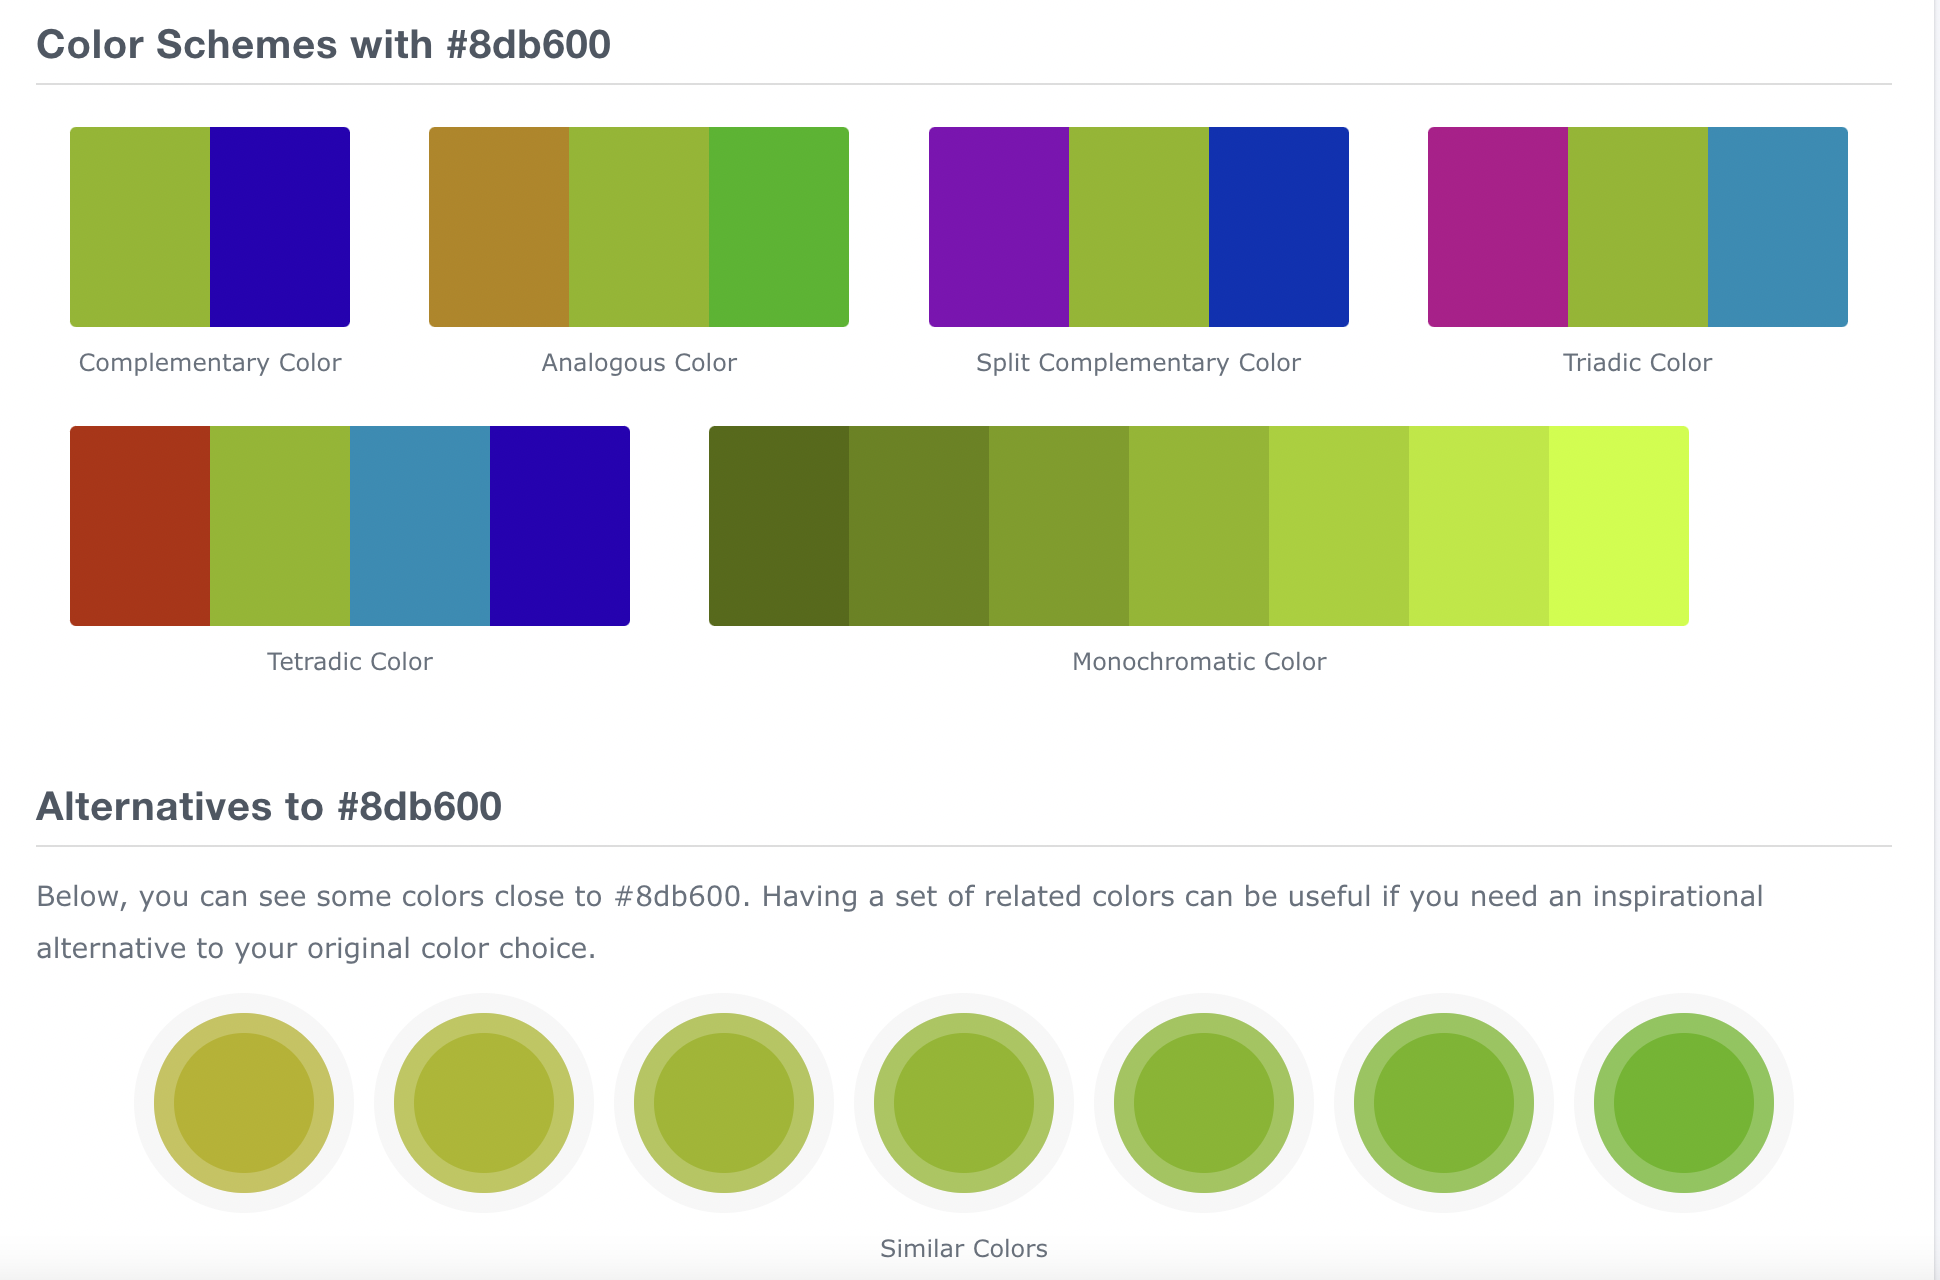 Color Schemes with #8db600
Complementary Color
Analogous Color
Split Complementary Color
Triadic Color
Tetradic Color
Monochromatic Color
Alternatives to #8db600
Below, you can see some colors close to #8db600. Having a set of related colors can be useful if you need an inspirational
alternative to your original color choice.
Similar Colors